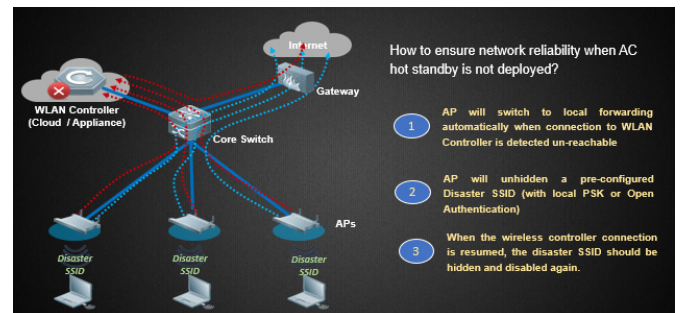 Internet
Gateway
WLAN Controller
(Cloud / Appliance)
Core Switch
APs
Disaster
SSID
Disaster
SSID
Disaster
SSID
How to ensure network reliability when AC
hot standby is not deployed?
1
AP will switch to local forwarding
automatically when connection to WLAN
Controller is detected un-reachable
2
AP will unhidden a pre-configured
Disaster SSID (with local PSK or Open
Authentication)
3
When the wireless controller connection
is resumed, the disaster SSID should be
hidden and disabled again.